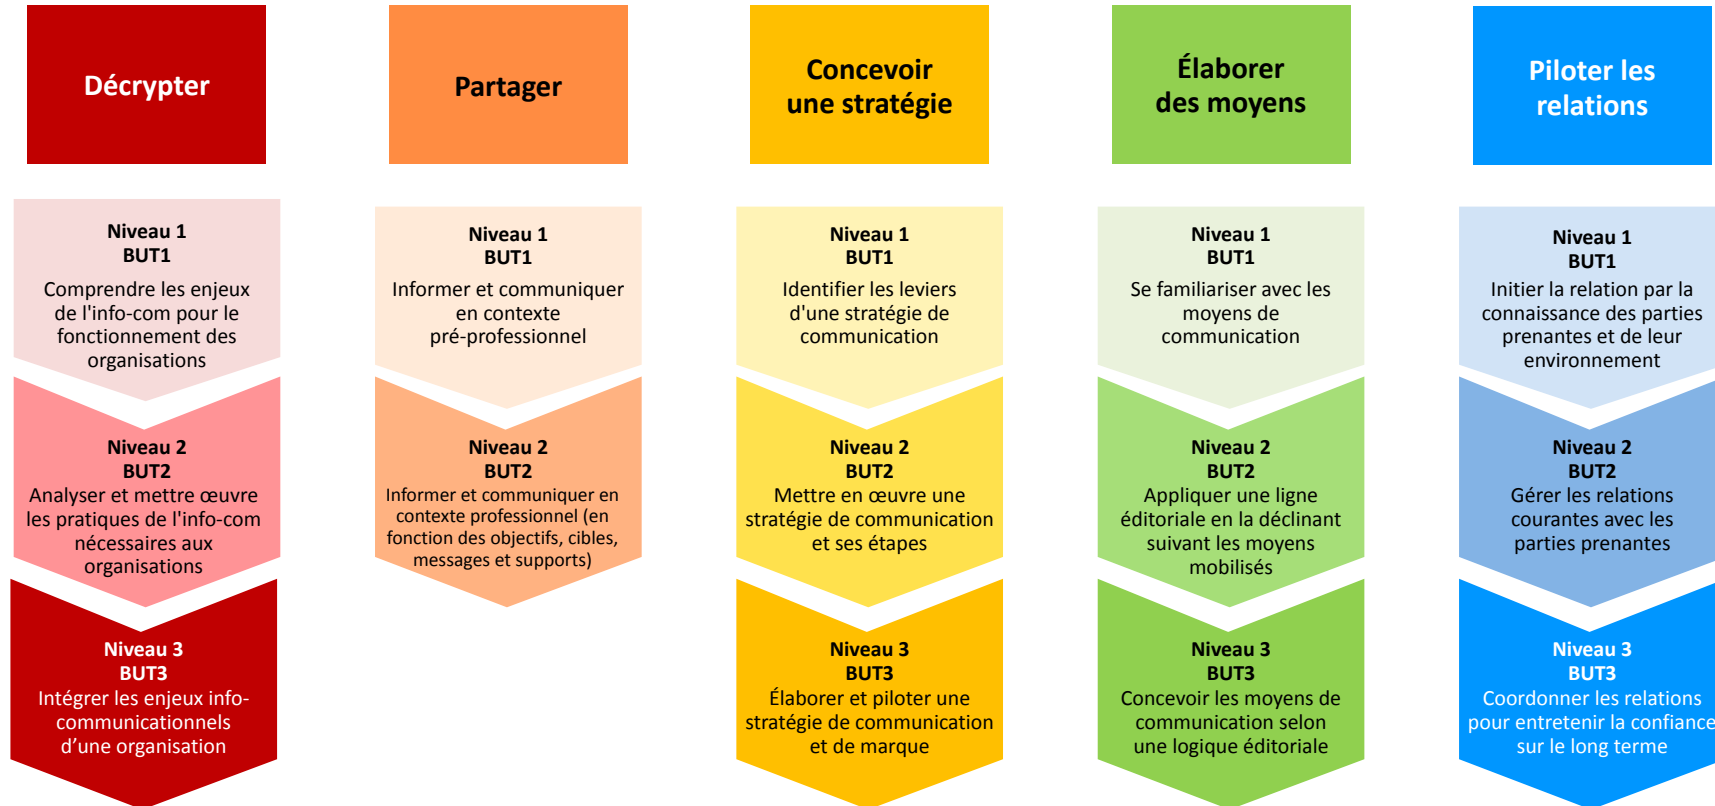 Décrypter
Partager
Concevoir
une stratégie
Élaborer
des moyens
Piloter les
relations
Niveau 1
BUT1
Comprendre les enjeux
de l'info-com pour le
fonctionnement des
organisations
Niveau 1
BUT1
Informer et communiquer
en contexte
pré-professionnel
Niveau 1
BUT1
Identifier les leviers
d'une stratégie de
communication
Niveau 1
BUT1
Se familiariser avec les
moyens de
communication
Niveau 1
BUT1
Initier la relation par la
connaissance des parties
prenantes et de leur
environnement
Niveau 2
BUT2
Analyser et mettre œuvre
les pratiques de l'info-com
nécessaires aux
organisations
Niveau 2
BUT2
Informer et communiquer en
contexte professionnel (en
fonction des objectifs, cibles,
messages et supports)
Niveau 2
BUT2
Mettre en œuvre une
stratégie de communication
et ses étapes
Niveau 2
BUT2
Appliquer une ligne
éditoriale en la déclinant
suivant les moyens
mobilisés
Niveau 2
BUT2
Gérer les relations
courantes avec les
parties prenantes
Niveau 3
BUT3
Intégrer les enjeux info-
communicationnels
d’une organisation
Niveau 3
BUT3
Élaborer et piloter une
stratégie de communication
et de marque
Niveau 3
BUT3
Concevoir les moyens de
communication selon
une logique éditoriale
Niveau 3
BUT3
Coordonner les relations
pour entretenir la confiance
sur le long terme